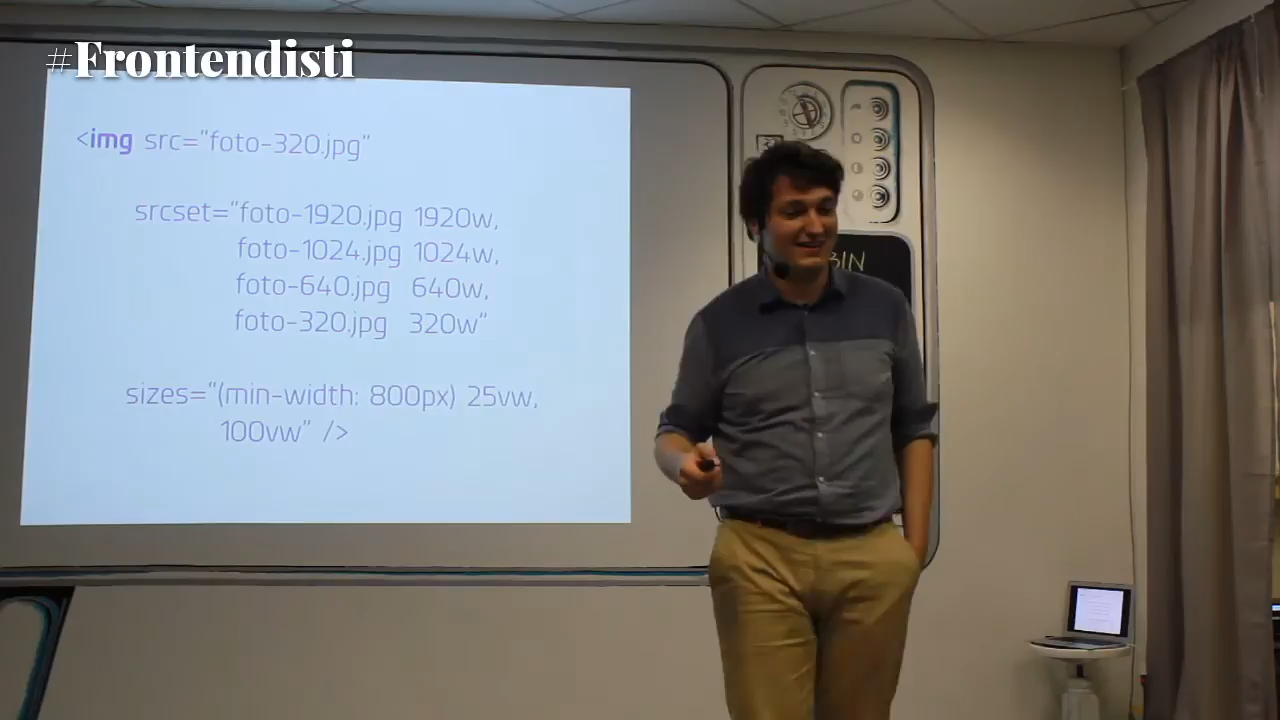 #Frontendisti
<img src="foto-320.jpg"
srcset="foto-1920.jpg 1920w,
foto-1024.jpg 1024w,
foto-640.jpg 640w,
foto-320.jpg 320w"
sizes="(min-width: 800px) 25vw,
100vw" />